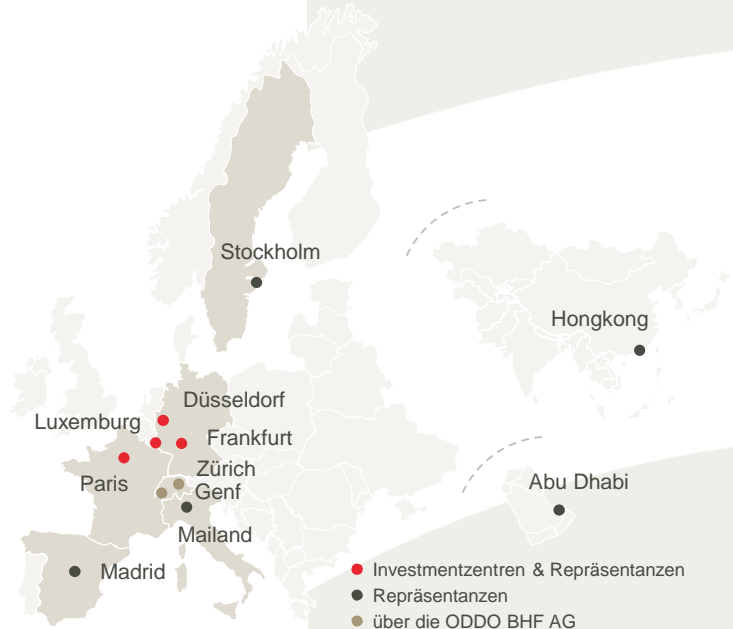 Stockholm
Hongkong
Düsseldorf
Luxemburg
Frankfurt
Zürich
Paris
Genf
Abu Dhabi
Mailand
Madrid
Investmentzentren & Repräsentanzen
Repräsentanzen
über die ODDO BHF AG